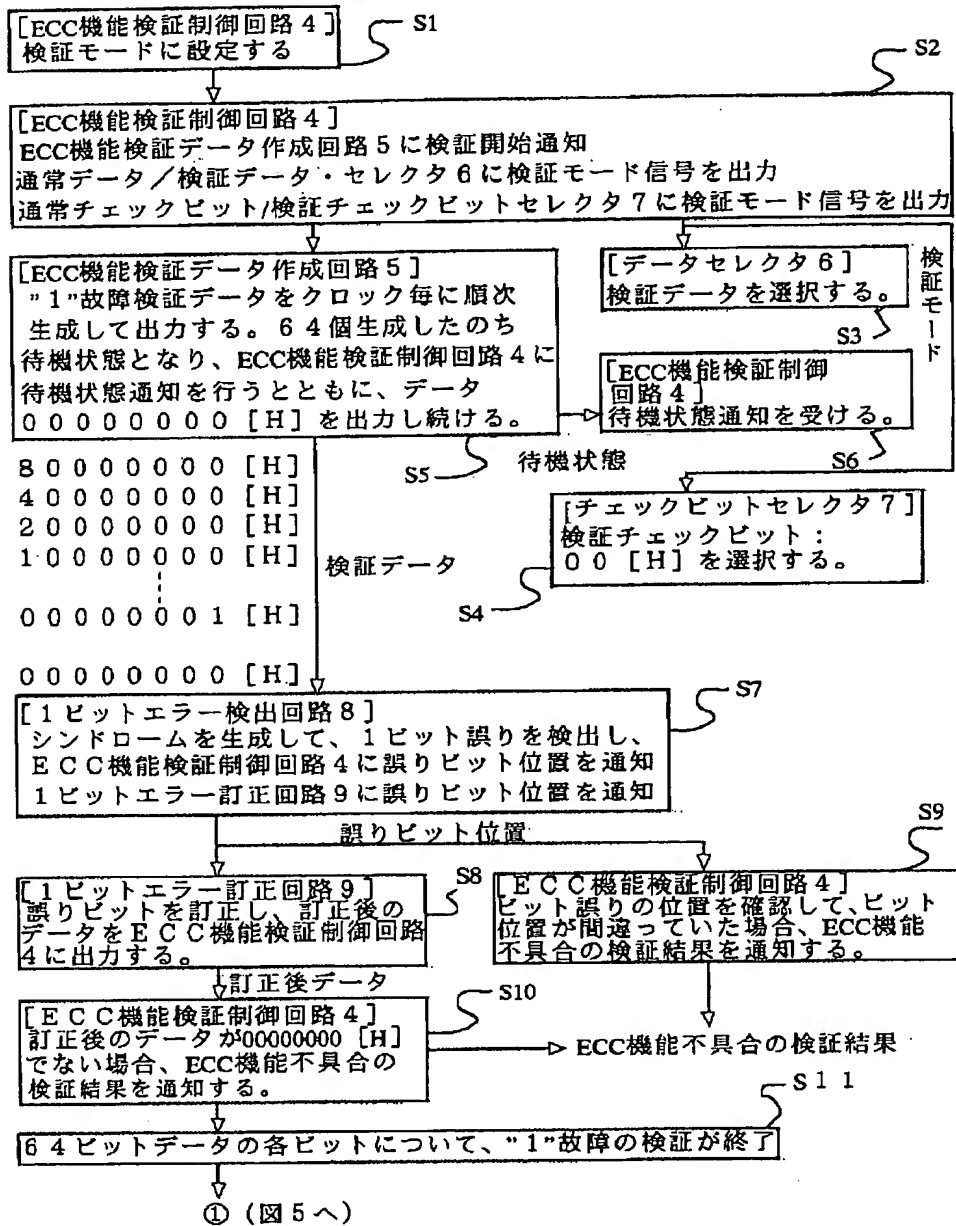 [ECC機能検証制御回路4]
検証モードに設定する
S1
S2
[ECC機能検証制御回路4]
ECC機能検証データ作成回路5に検証開始通知
通常データ/検証データ・セレクタ6に検証モード信号を出力
通常チェックビット/検証チェックビットセレクタ7に検証モード信号を出力
[ECC機能検証データ作成回路5]
"1"故障検証データをクロック毎に順次
生成して出力する。64個生成したのち
待機状態となり、ECC機能検証制御回路4に
待機状態通知を行うとともに、データ
00000000[H]を出力し続ける。
S5
[データセレクタ6]
検証データを選択する。
S3
検証モード
[ECC機能検証制御
回路4]
待機状態通知を受ける。
S6
待機状態
[チェックビットセレクタ7]
検証チェックビット:
00[H]を選択する。
S4
80000000[H]
40000000[H]
20000000[H]
10000000[H]
00000001[H]
00000000[H]
検証データ
S7
[1ビットエラー検出回路8]
シンドロームを生成して、1ビット誤りを検出し、
ECC機能検証制御回路4に誤りビット位置を通知
1ビットエラー訂正回路9に誤りビット位置を通知
誤りビット位置
[1ビットエラー訂正回路9]
誤りビットを訂正し、訂正後の
データをECC機能検証制御回路
4に出力する。
S8
S9
[ECC機能検証制御回路4]
ビット誤りの位置を確認して、ビット
位置が間違っていた場合、ECC機能
不具合の検証結果を通知する。
訂正後データ
S10
[ECC機能検証制御回路4]
訂正後のデータが00000000[H]
でない場合、ECC機能不具合の
検証結果を通知する。
ECC機能不具合の検証結果
S11
64ビットデータの各ビットについて、"1"故障の検証が終了
① (図5へ)